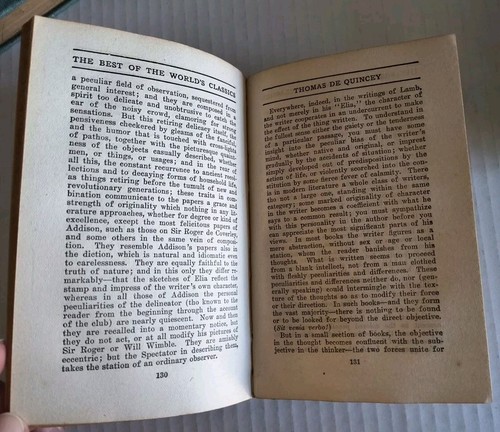 THE BEST OF THE WORLD'S CLASSICS
a peculiar field of observation, sequestered from
general interest; and they are composed in a
spirit too delicate and unobtrusive to catch the
ear of the noisy crowd, clamoring for strong
sensations. But this retiring delicacy itself, the
pensiveness checkered by gleams of the fanciful,
and the humor that is touched with cross-lights
of pathos, together with the picturesque quaint-
ness of the objects casually described, whether
men, or things, or usages; and in the rear of
all this, the constant recurrence to ancient recol-
lections and to decaying forms of household life,
as things retiring before the tumult of new and
revolutionary generations; these traits in com-
bination communicate to the papers a grace and
strength of originality which nothing in any lit-
erature approaches, whether for degree or kind of
excellence, except the most felicitous papers of
Addison, such as those on Sir Roger de Coverley,
and some others in the same vein of compo-
sition. They resemble Addison's papers also in
the diction, which is natural and idiomatic even
to carelessness. They are equally faithful to the
truth of nature; and in this only they differ re-
markably—that the sketches of Elia reflect the
stamp and impress of the writer's own character,
whereas in all those of Addison the personal
peculiarities of the delineator (tho known to the
reader from the beginning through the account
of the club) are nearly quiescent. Now and then
they are recalled into a momentary notice, but
they do not act, or at all modify his picture of
Sir Roger or Will Wimble. They are amiably
eccentric; but the Spectator in describing them,
takes the station of an ordinary observer.
130
THOMAS DE QUINCEY
Everywhere, indeed, in the writings of Lamb,
and not merely in his "Elia," the character of
the writer cooperates in an undercurrent to the
effect of the thing written. To understand in
the fullest sense either the gaiety or the tenderness
of a particular passage, you must have some
insight into the peculiar bias of the writer's
mind, whether native and original, or impressed
gradually by the accidents of situation; whether
simply developed out of predispositions by the
action of life, or violently scorched into the con-
stitution by some fierce fever of calamity. There
is in modern literature a whole class of writers,
tho not a large one, standing within the same
category; some marked originality of character
in the writer becomes a coefficient with what he
says to a common result; you must sympathize
with this personality in the author before you
can appreciate the most significant parts of his
views. In most books the writer figures as a
mere abstraction, without sex or age or local
station, whom the reader banishes from his
thoughts. What is written seems to proceed
from a blank intellect, not from a man clothed
with fleshly peculiarities and differences. These
peculiarities and differences neither do, nor (gen-
erally speaking) could intermingle with the tex-
ture of the thoughts so as to modify their force
or their direction. In such books—and they form
the vast majority—there is nothing to be found
or to be looked for beyond the direct objective.
(Sit venia verbo!)
But in a small section of books, the objective
in the thought becomes confluent with the sub-
jective in the thinker—the two forces unite for
131